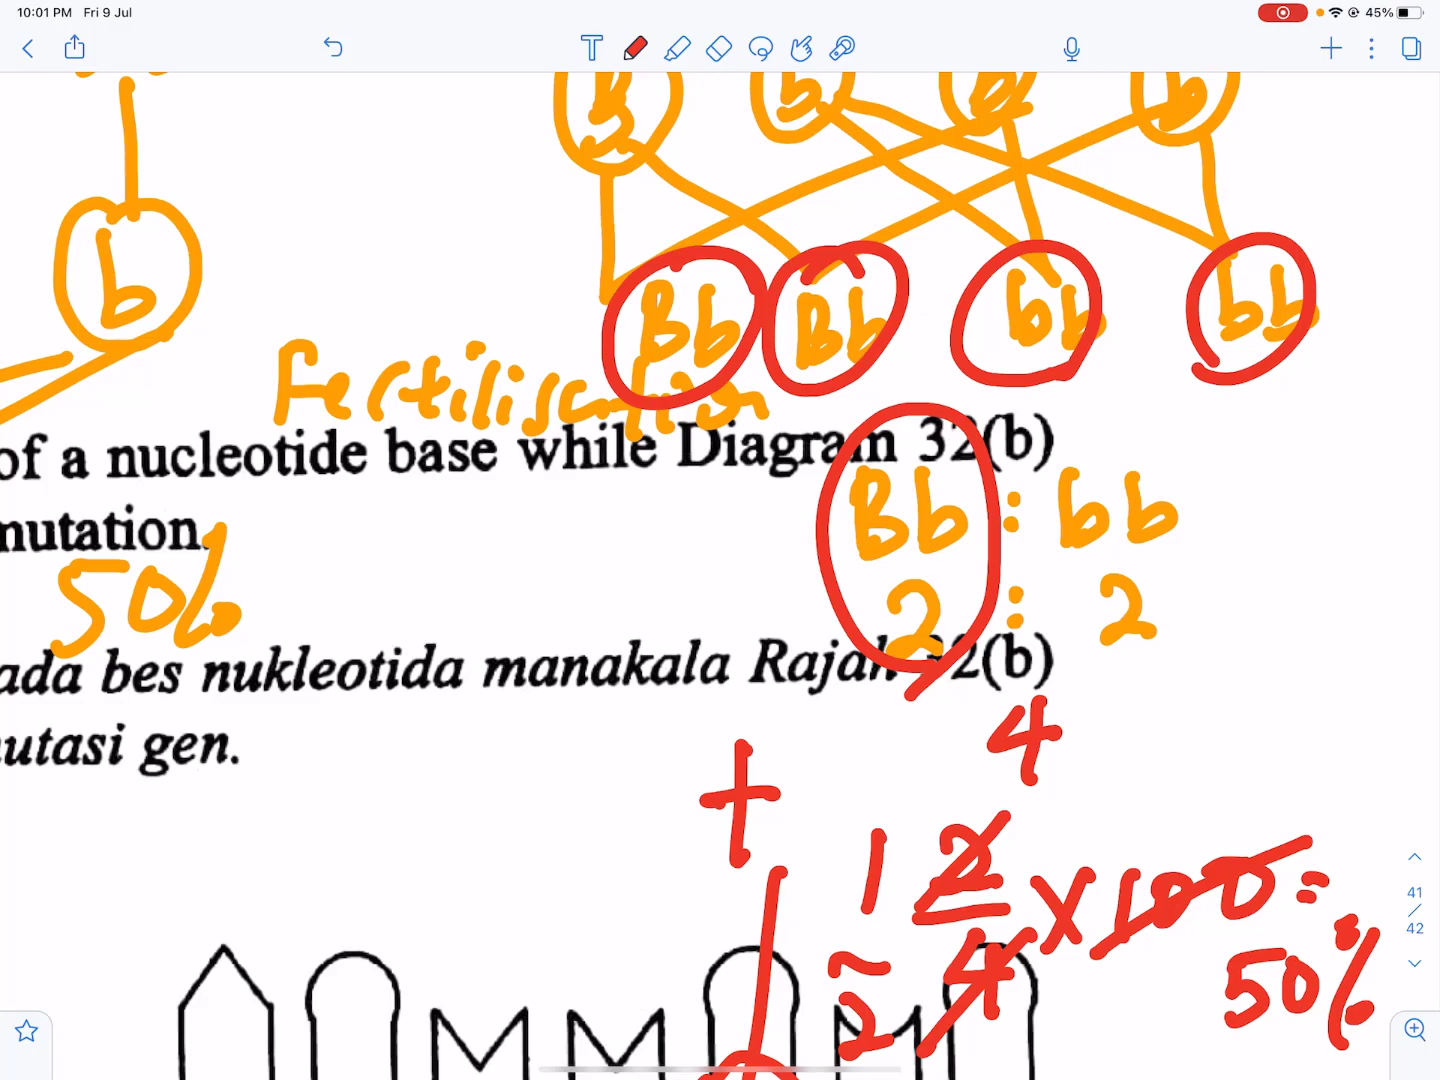 10:01 PM Fri 9 Jul
45%
T
B b b b
b
Bb Bb bb bb
Fertilisation
of a nucleotide base while Diagram 32(b)
Bb : bb
mutation.
50%
2 : 2
ada bes nukleotida manakala Rajah 32(b)
4
utasi gen.
1 2 × 100 =
2 4
50%
41
/
42